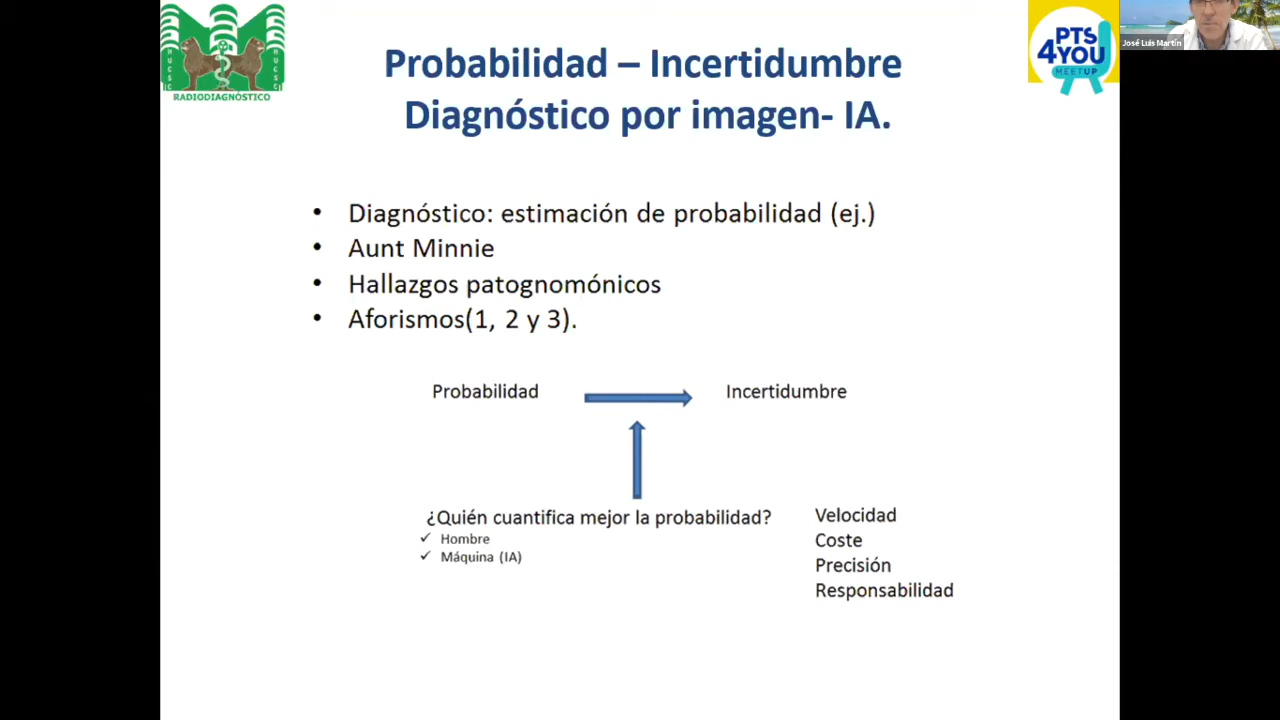 Probabilidad – Incertidumbre
Diagnóstico por imagen- IA.
RADIODIAGNÓSTICO
PTS
4YOU
MEETUP
José Luis Martín
• Diagnóstico: estimación de probabilidad (ej.)
• Aunt Minnie
• Hallazgos patognomónicos
• Aforismos(1, 2 y 3).
Probabilidad
Incertidumbre
¿Quién cuantifica mejor la probabilidad?
✓ Hombre
✓ Máquina (IA)
Velocidad
Coste
Precisión
Responsabilidad